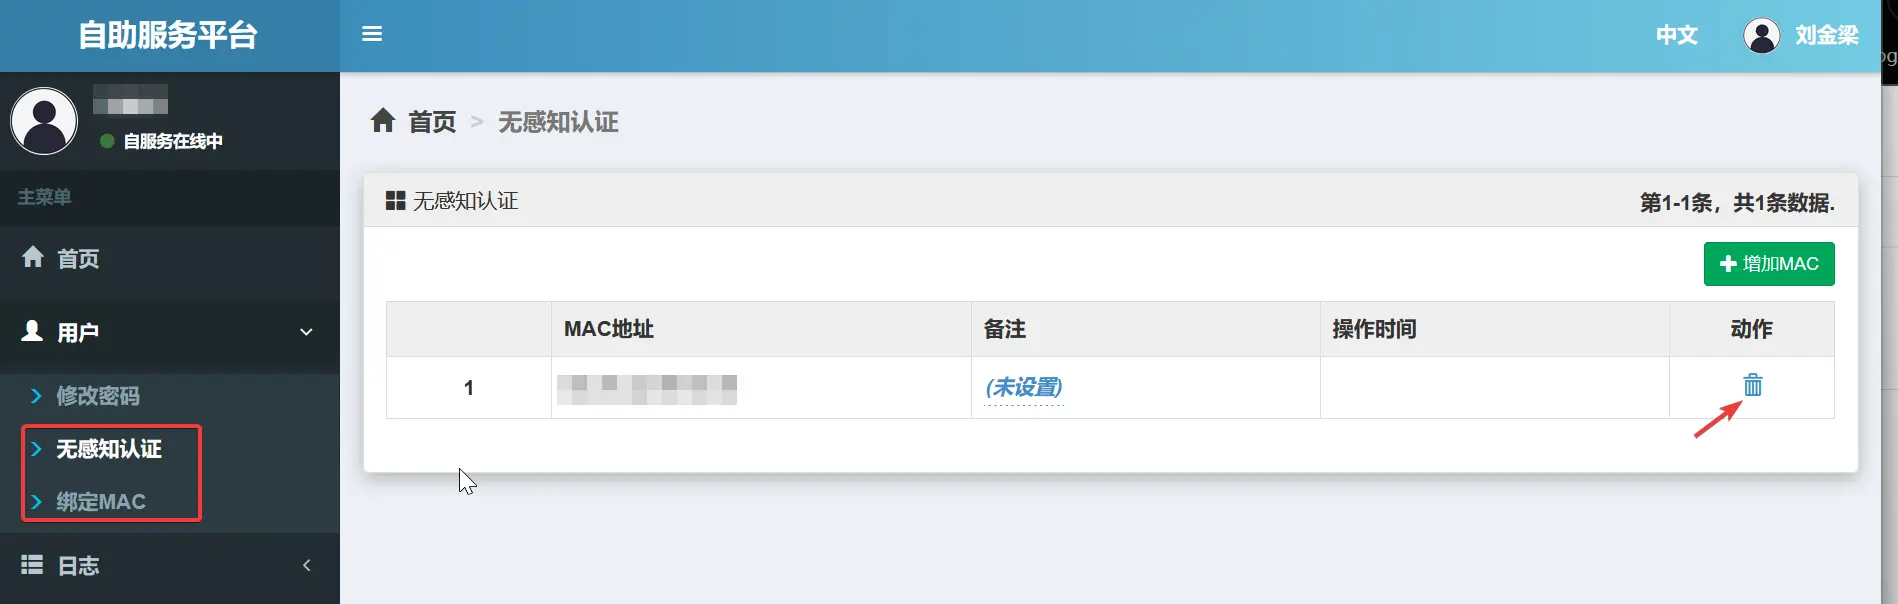 自助服务平台
中文
刘金梁
og
自服务在线中
主菜单
首页
用户
修改密码
无感知认证
绑定MAC
日志
首页 > 无感知认证
无感知认证
第1-1条，共1条数据.
增加MAC
MAC地址 备注 操作时间 动作
1 (未设置)